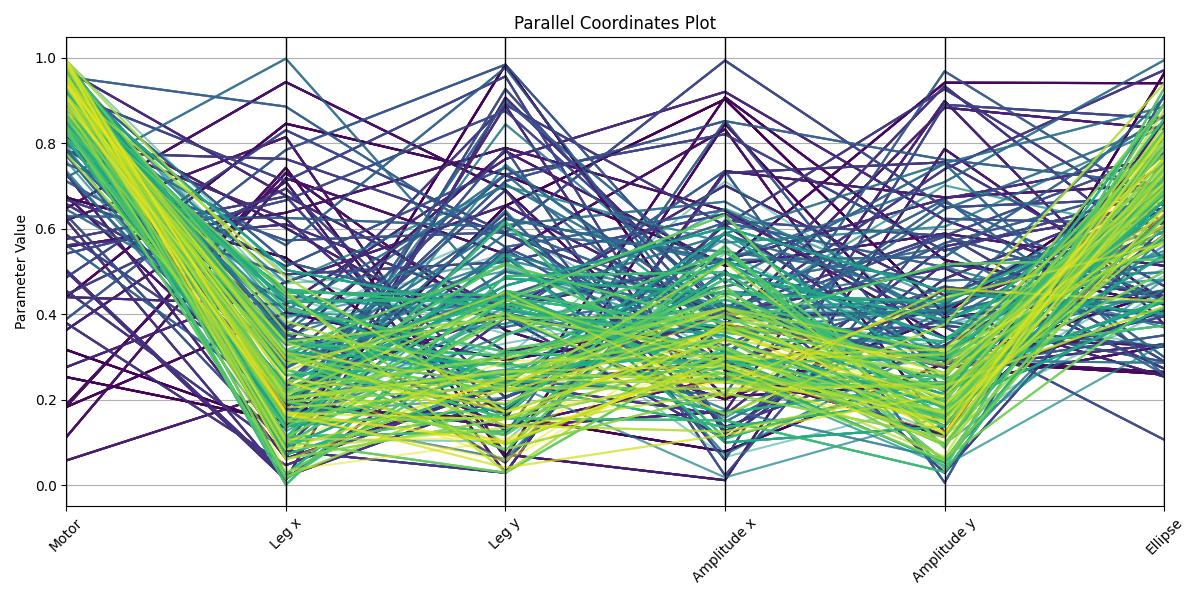 Parallel Coordinates Plot
Parameter Value
1.0
0.8
0.6
0.4
0.2
0.0
Motor
Leg x
Leg y
Amplitude x
Amplitude y
Ellipse